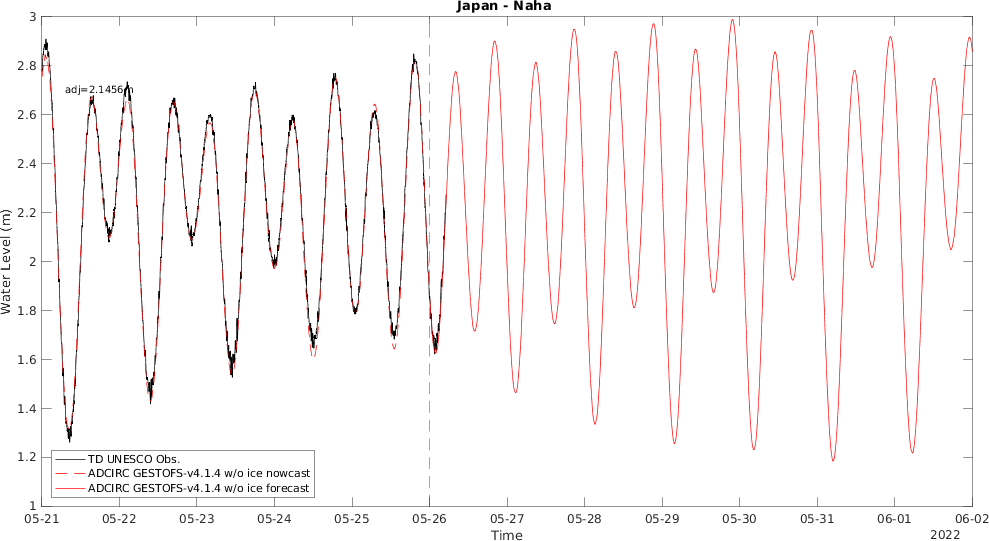 Japan - Naha
Water Level (m)
3
2.8
2.6
2.4
2.2
2
1.8
1.6
1.4
1.2
1
adj=2.1456 m
TD UNESCO Obs.
ADCIRC GESTOFS-v4.1.4 w/o ice nowcast
ADCIRC GESTOFS-v4.1.4 w/o ice forecast
05-21 05-22 05-23 05-24 05-25 05-26 05-27 05-28 05-29 05-30 05-31 06-01 06-02
Time
2022